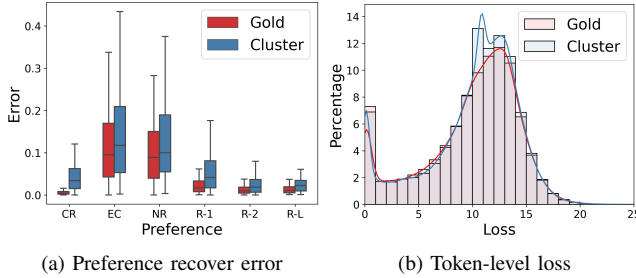 Error
0.4
0.3
0.2
0.1
0.0
Gold
Cluster
CR EC NR R-1 R-2 R-L
Preference
(a) Preference recover error
Percentage
14
12
10
8
6
4
2
0
Gold
Cluster
0 5 10 15 20 25
Loss
(b) Token-level loss